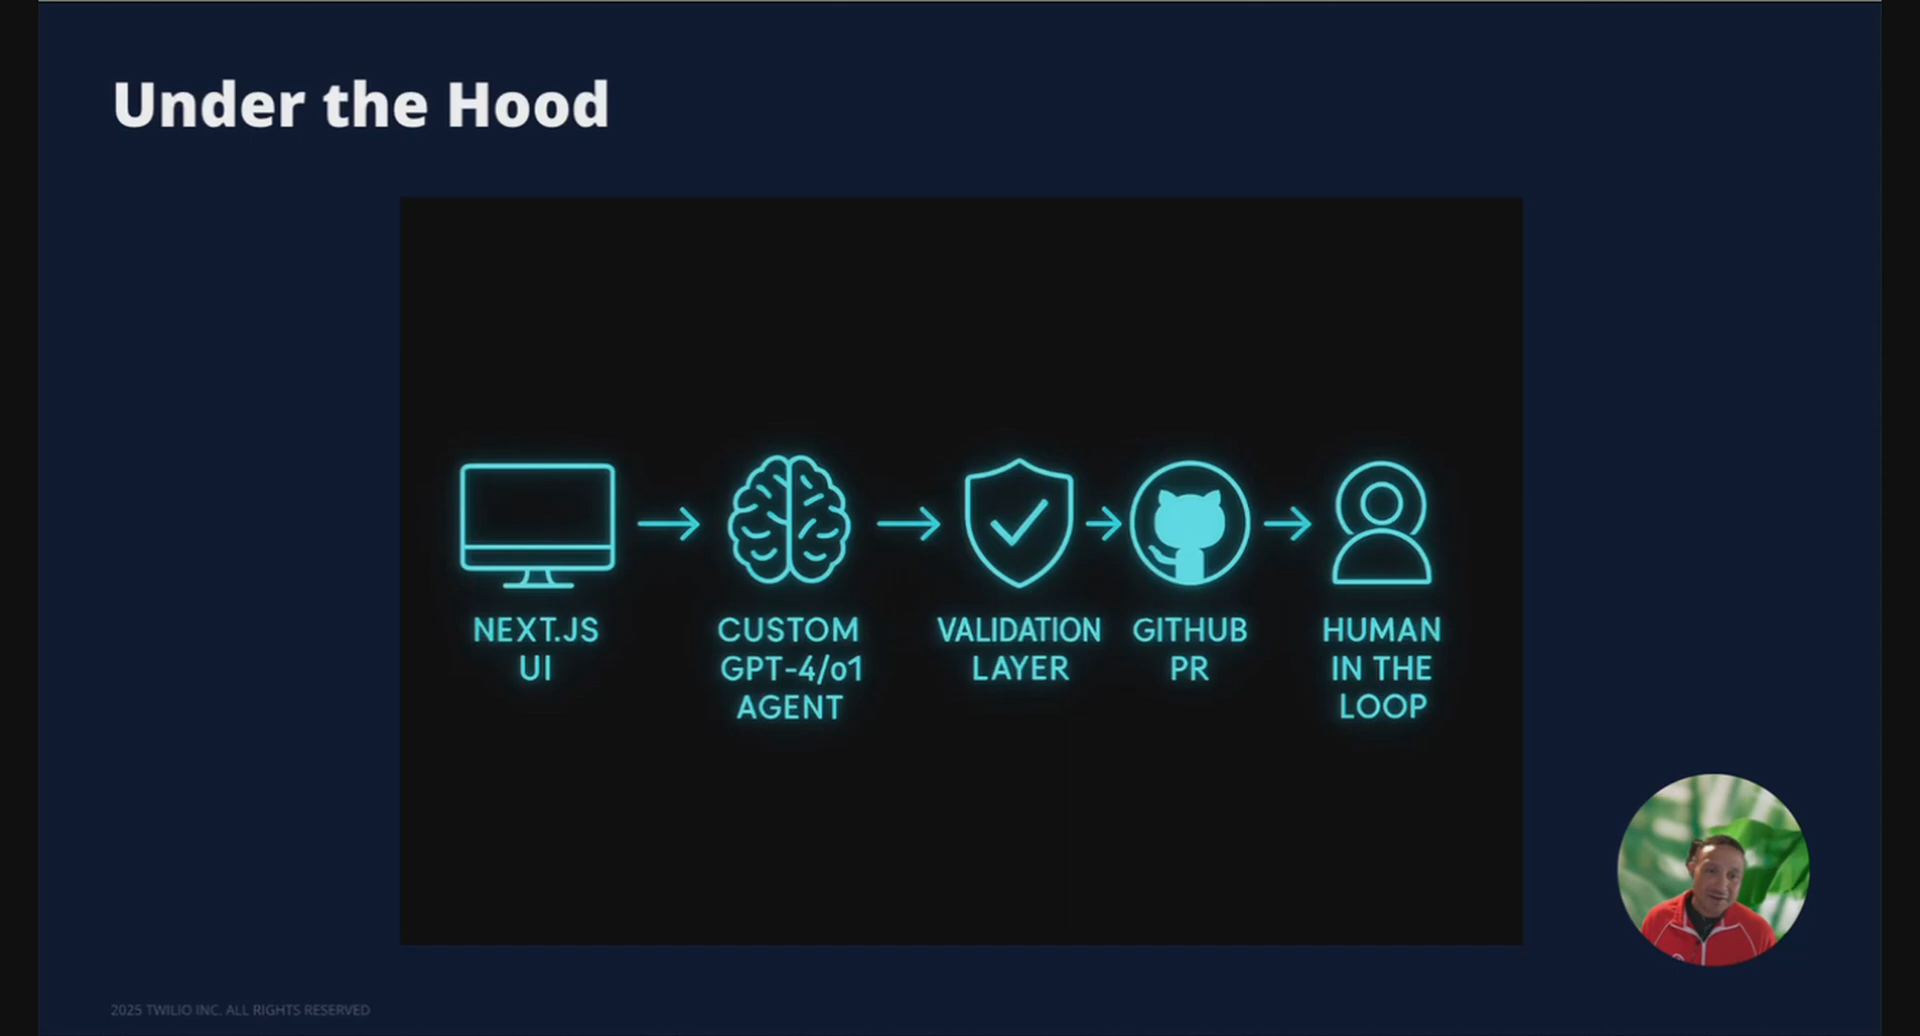 Under the Hood
NEXT.JS
UI
CUSTOM
GPT-4/o1
AGENT
VALIDATION
LAYER
GITHUB
PR
HUMAN
IN THE
LOOP
2025 TWILIO INC. ALL RIGHTS RESERVED